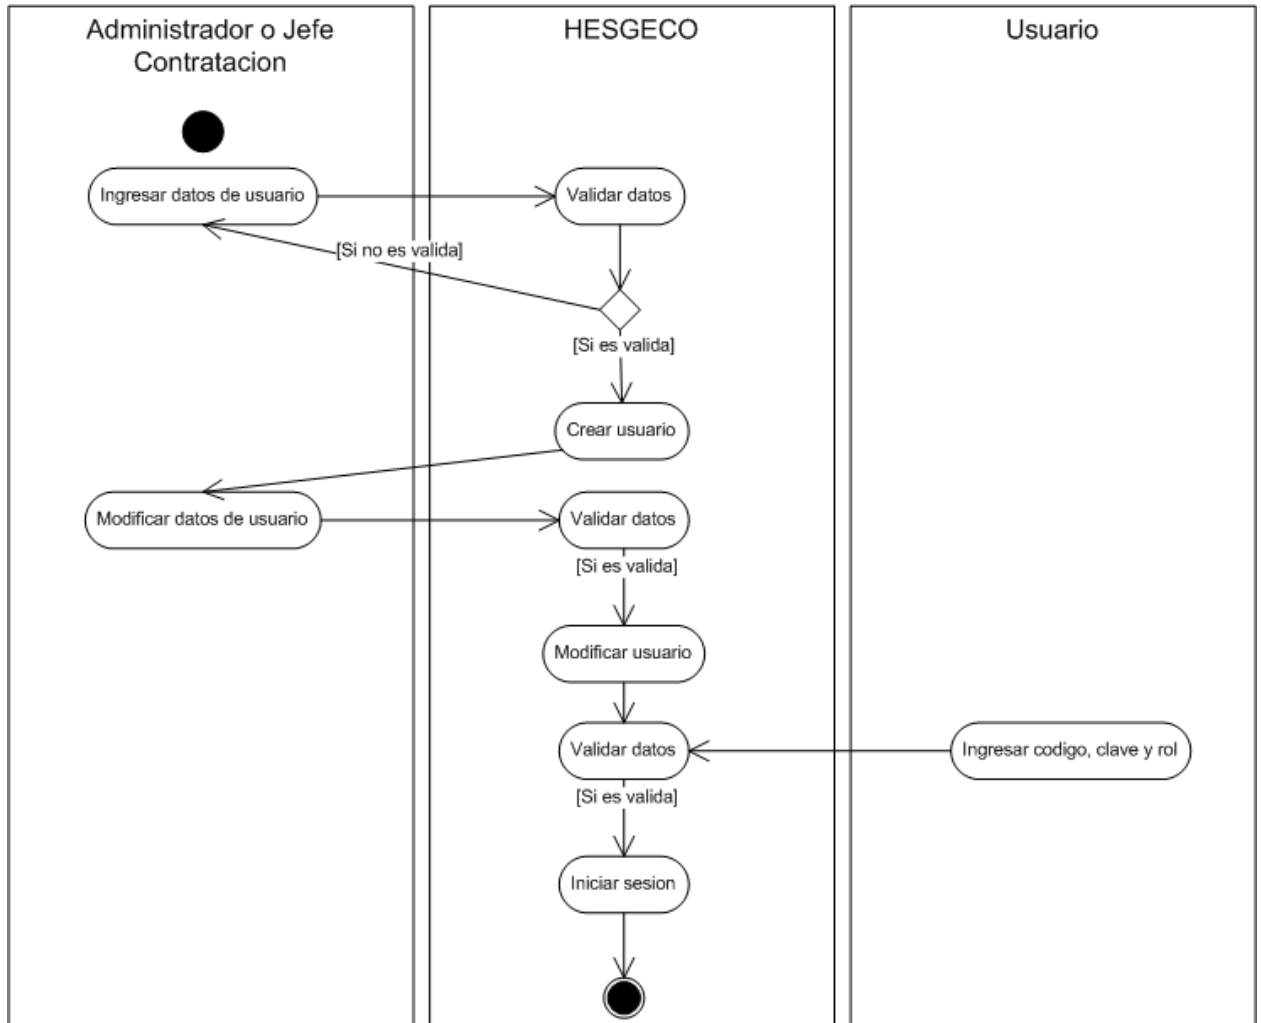 Administrador o Jefe
Contratacion
HESGECO
Usuario
Ingresar datos de usuario
Validar datos
[Si no es valida]
[Si es valida]
Crear usuario
Modificar datos de usuario
Validar datos
[Si es valida]
Modificar usuario
Validar datos
Ingresar codigo, clave y rol
[Si es valida]
Iniciar sesion